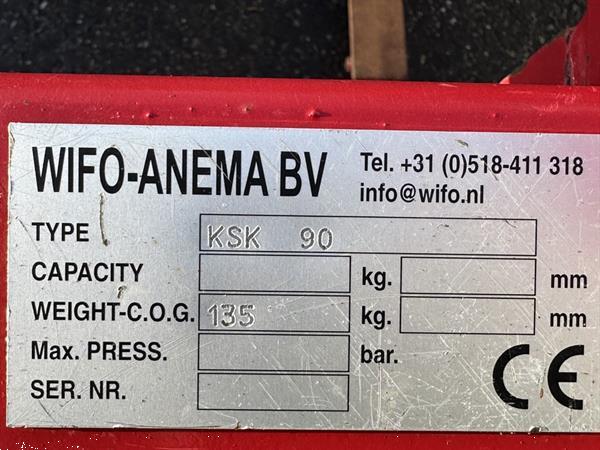 WIFO-ANEMA BV
Tel. +31 (0)518-411 318
info@wifo.nl
TYPE KSK 90
CAPACITY kg. mm
WEIGHT-C.O.G. 135 kg. mm
Max. PRESS. bar.
SER. NR.
CE